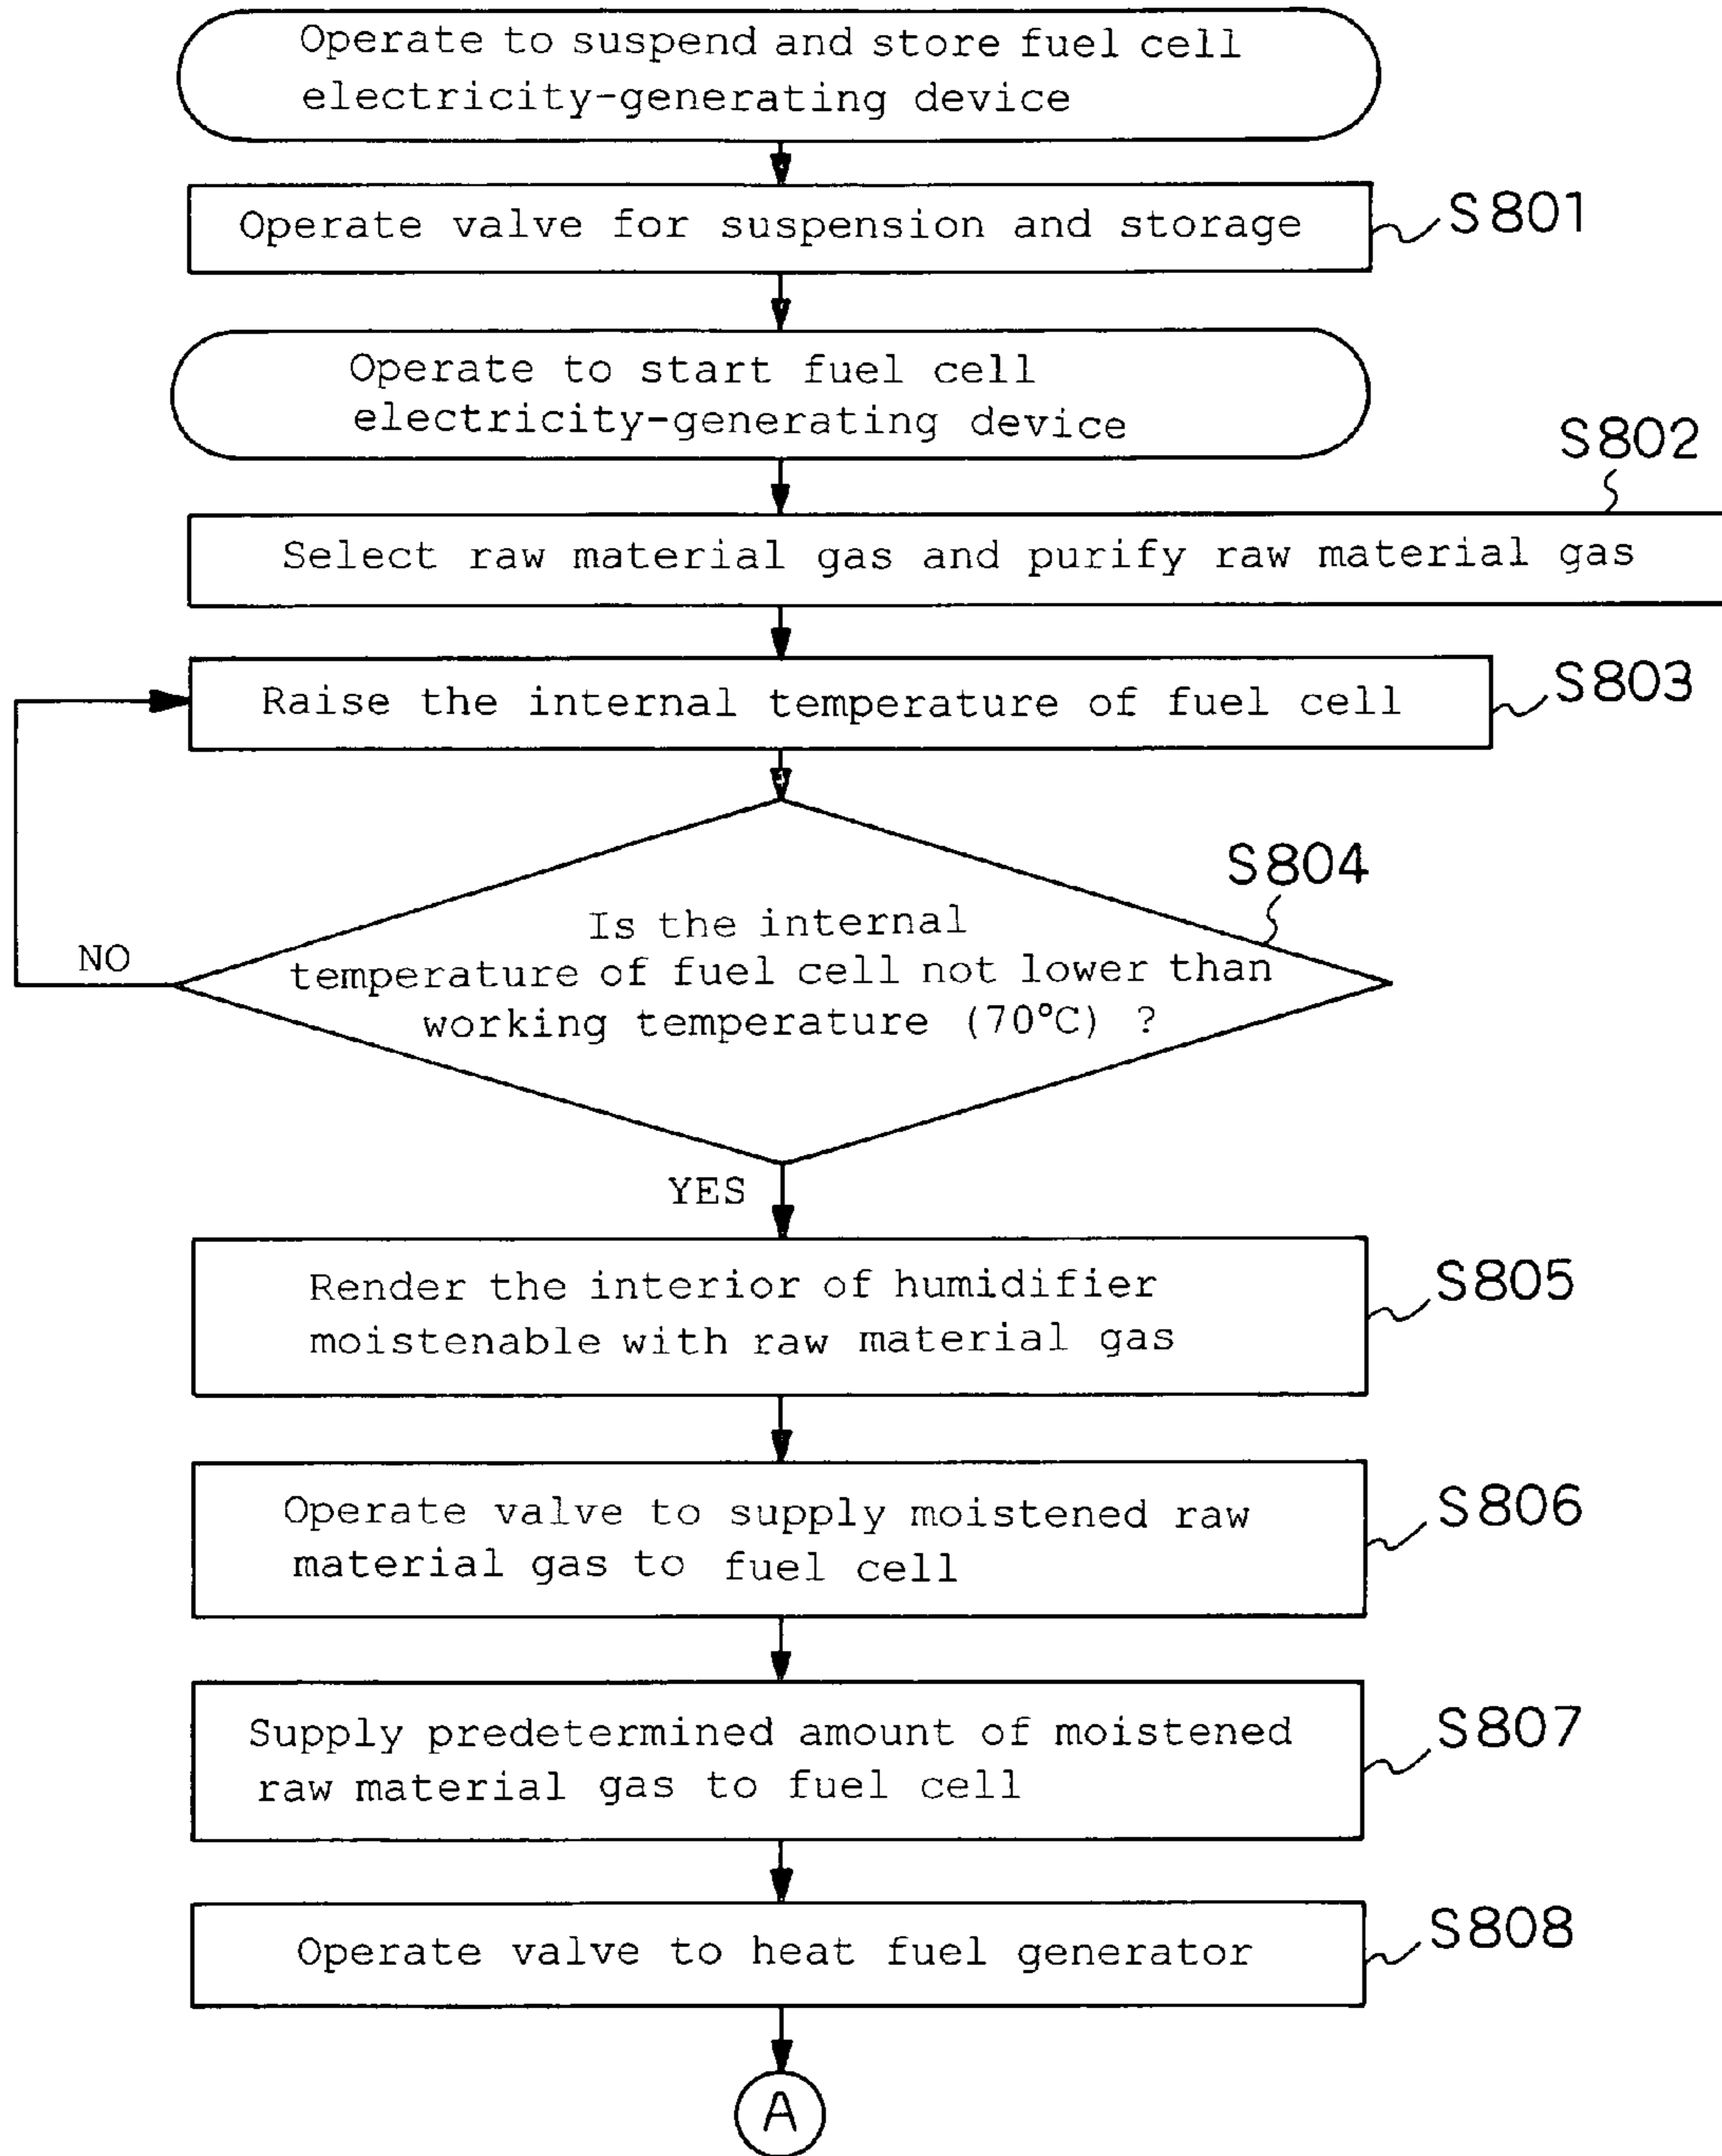 Operate to suspend and store fuel cell
electricity-generating device
Operate valve for suspension and storage
S801
Operate to start fuel cell
electricity-generating device
S802
Select raw material gas and purify raw material gas
Raise the internal temperature of fuel cell
S803
S804
Is the internal
temperature of fuel cell not lower than
working temperature (70°C) ?
NO
YES
Render the interior of humidifier
moistenable with raw material gas
S805
Operate valve to supply moistened raw
material gas to fuel cell
S806
Supply predetermined amount of moistened
raw material gas to fuel cell
S807
Operate valve to heat fuel generator
S808
A